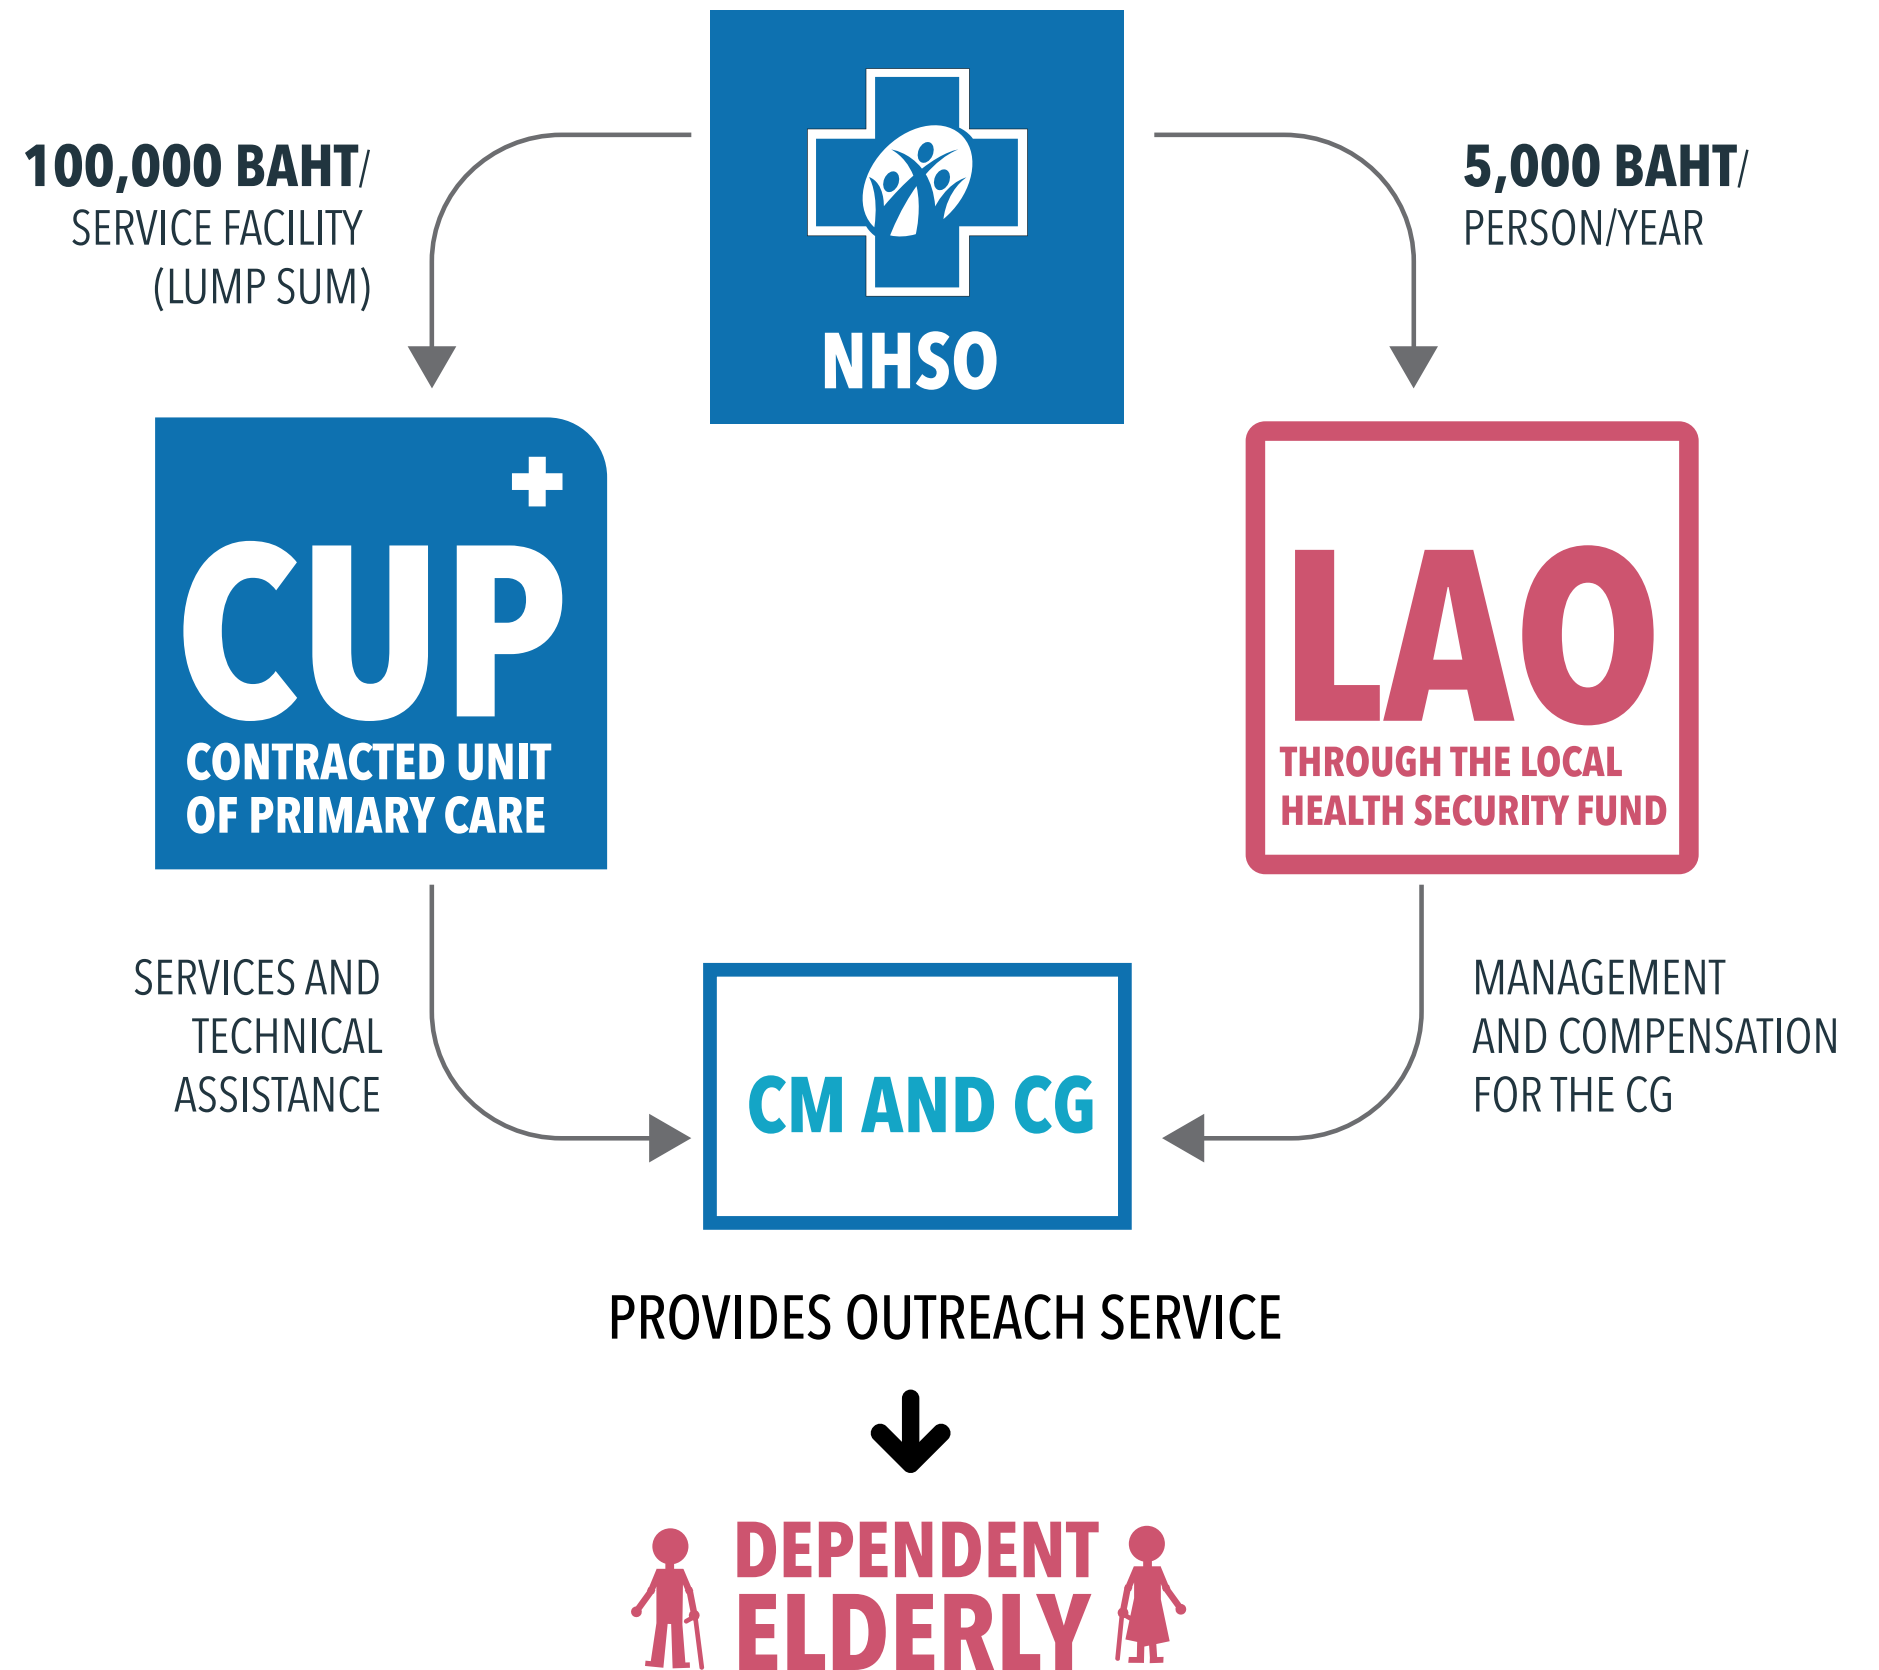 NHSO
100,000 BAHT/
SERVICE FACILITY
(LUMP SUM)
5,000 BAHT/
PERSON/YEAR
CUP
CONTRACTED UNIT
OF PRIMARY CARE
LAO
THROUGH THE LOCAL
HEALTH SECURITY FUND
SERVICES AND
TECHNICAL
ASSISTANCE
MANAGEMENT
AND COMPENSATION
FOR THE CG
CM AND CG
PROVIDES OUTREACH SERVICE
DEPENDENT
ELDERLY